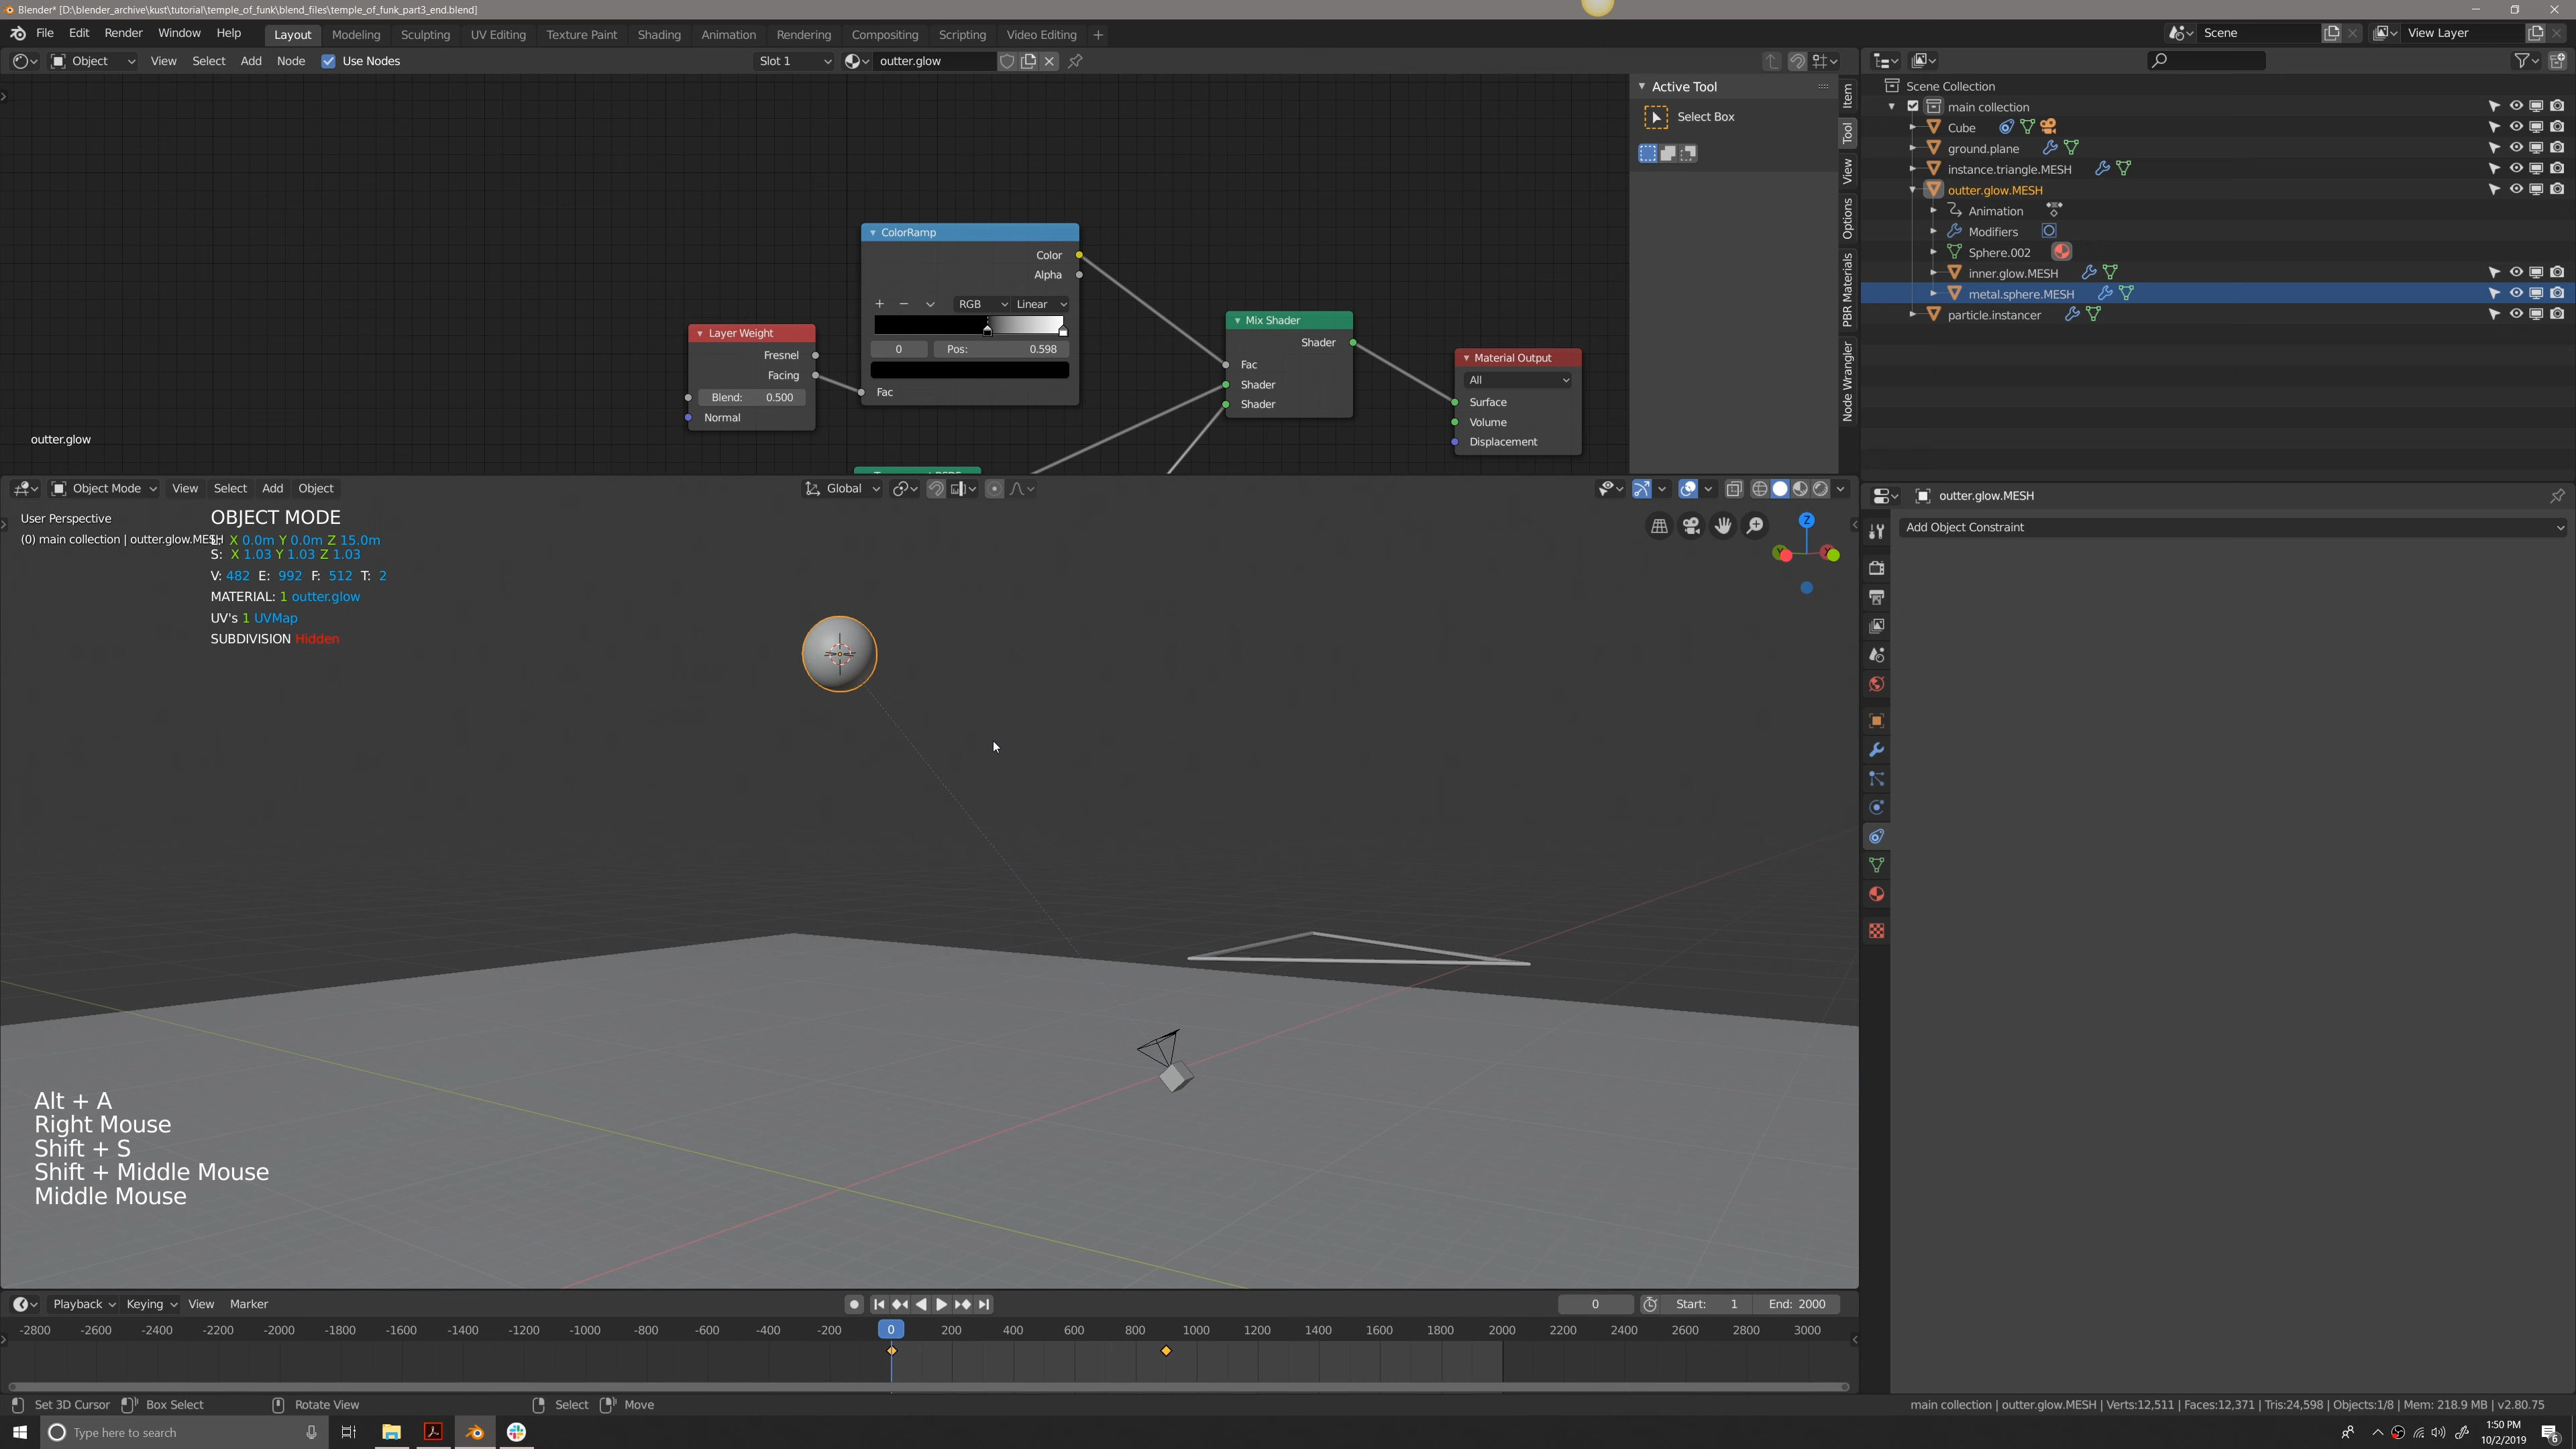 Blender* [D:\blender_archive\kust\tutorial\temple_of_funk\blend_files\temple_of_funk_part3_end.blend]
File Edit Render Window Help Layout Modeling Sculpting UV Editing Texture Paint Shading Animation Rendering Compositing Scripting Video Editing + Scene View Layer
Object View Select Add Node Use Nodes Slot 1 outter.glow
Active Tool
Select Box
Item
Tool
View
Options
PBR Materials
Node Wrangler
ColorRamp
Color
Alpha
RGB Linear
0 Pos: 0.598
Fac
Layer Weight
Fresnel
Facing
Blend: 0.500
Normal
Mix Shader
Shader
Fac
Shader
Shader
Material Output
All
Surface
Volume
Displacement
outter.glow
Scene Collection
main collection
Cube
ground.plane
instance.triangle.MESH
outter.glow.MESH
Animation
Modifiers
Sphere.002
inner.glow.MESH
metal.sphere.MESH
particle.instancer
Object Mode View Select Add Object Global
User Perspective
(0) main collection | outter.glow.MESH
OBJECT MODE
X 0.0m Y 0.0m Z 15.0m
S: X 1.03 Y 1.03 Z 1.03
V: 482 E: 992 F: 512 T: 2
MATERIAL: 1 outter.glow
UV's 1 UVMap
SUBDIVISION Hidden
Z
outter.glow.MESH
Add Object Constraint
Alt + A
Right Mouse
Shift + S
Shift + Middle Mouse
Middle Mouse
Playback Keying View Marker 0 Start: 1 End: 2000
-2800 -2600 -2400 -2200 -2000 -1800 -1600 -1400 -1200 -1000 -800 -600 -400 -200 0 200 400 600 800 1000 1200 1400 1600 1800 2000 2200 2400 2600 2800 3000
Set 3D Cursor Box Select Rotate View Select Move main collection | outter.glow.MESH | Verts:12,511 | Faces:12,371 | Tris:24,598 | Objects:1/8 | Mem: 218.9 MB | v2.80.75
Type here to search
1:50 PM
10/2/2019
6